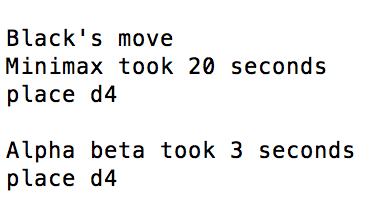 Black's move
Minimax took 20 seconds
place d4
Alpha beta took 3 seconds
place d4